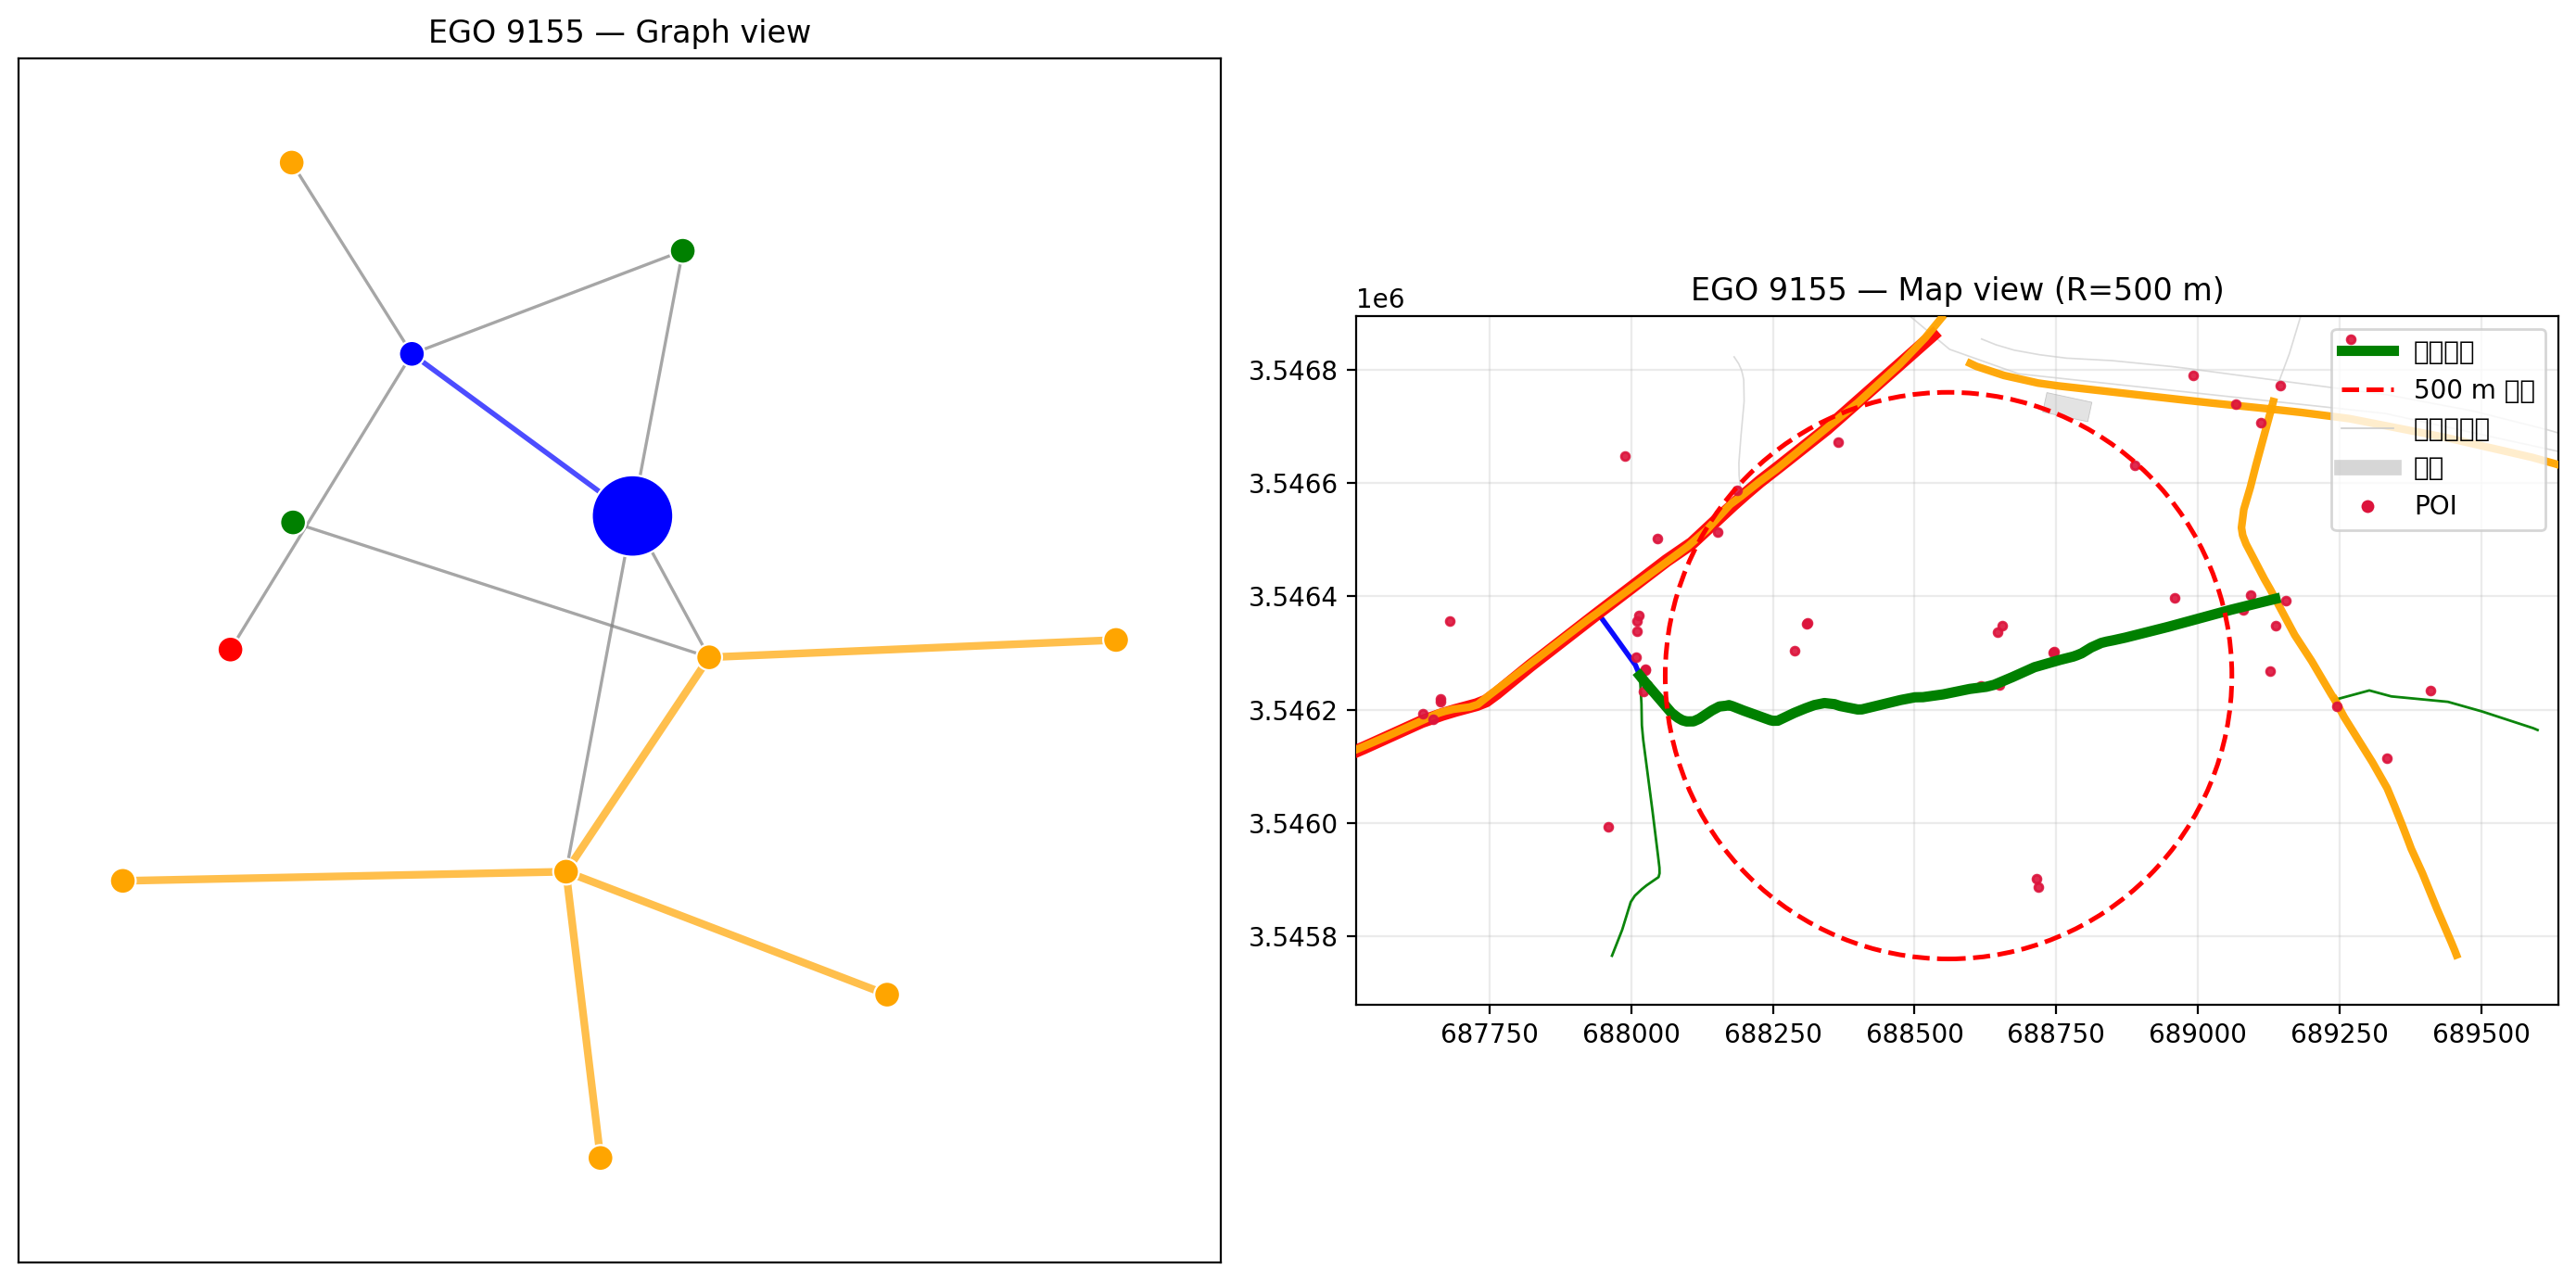 EGO 9155 — Graph view
EGO 9155 — Map view (R=500 m)
1e6
3.5468
3.5466
3.5464
3.5462
3.5460
3.5458
687750
688000
688250
688500
688750
689000
689250
689500
500 m
POI